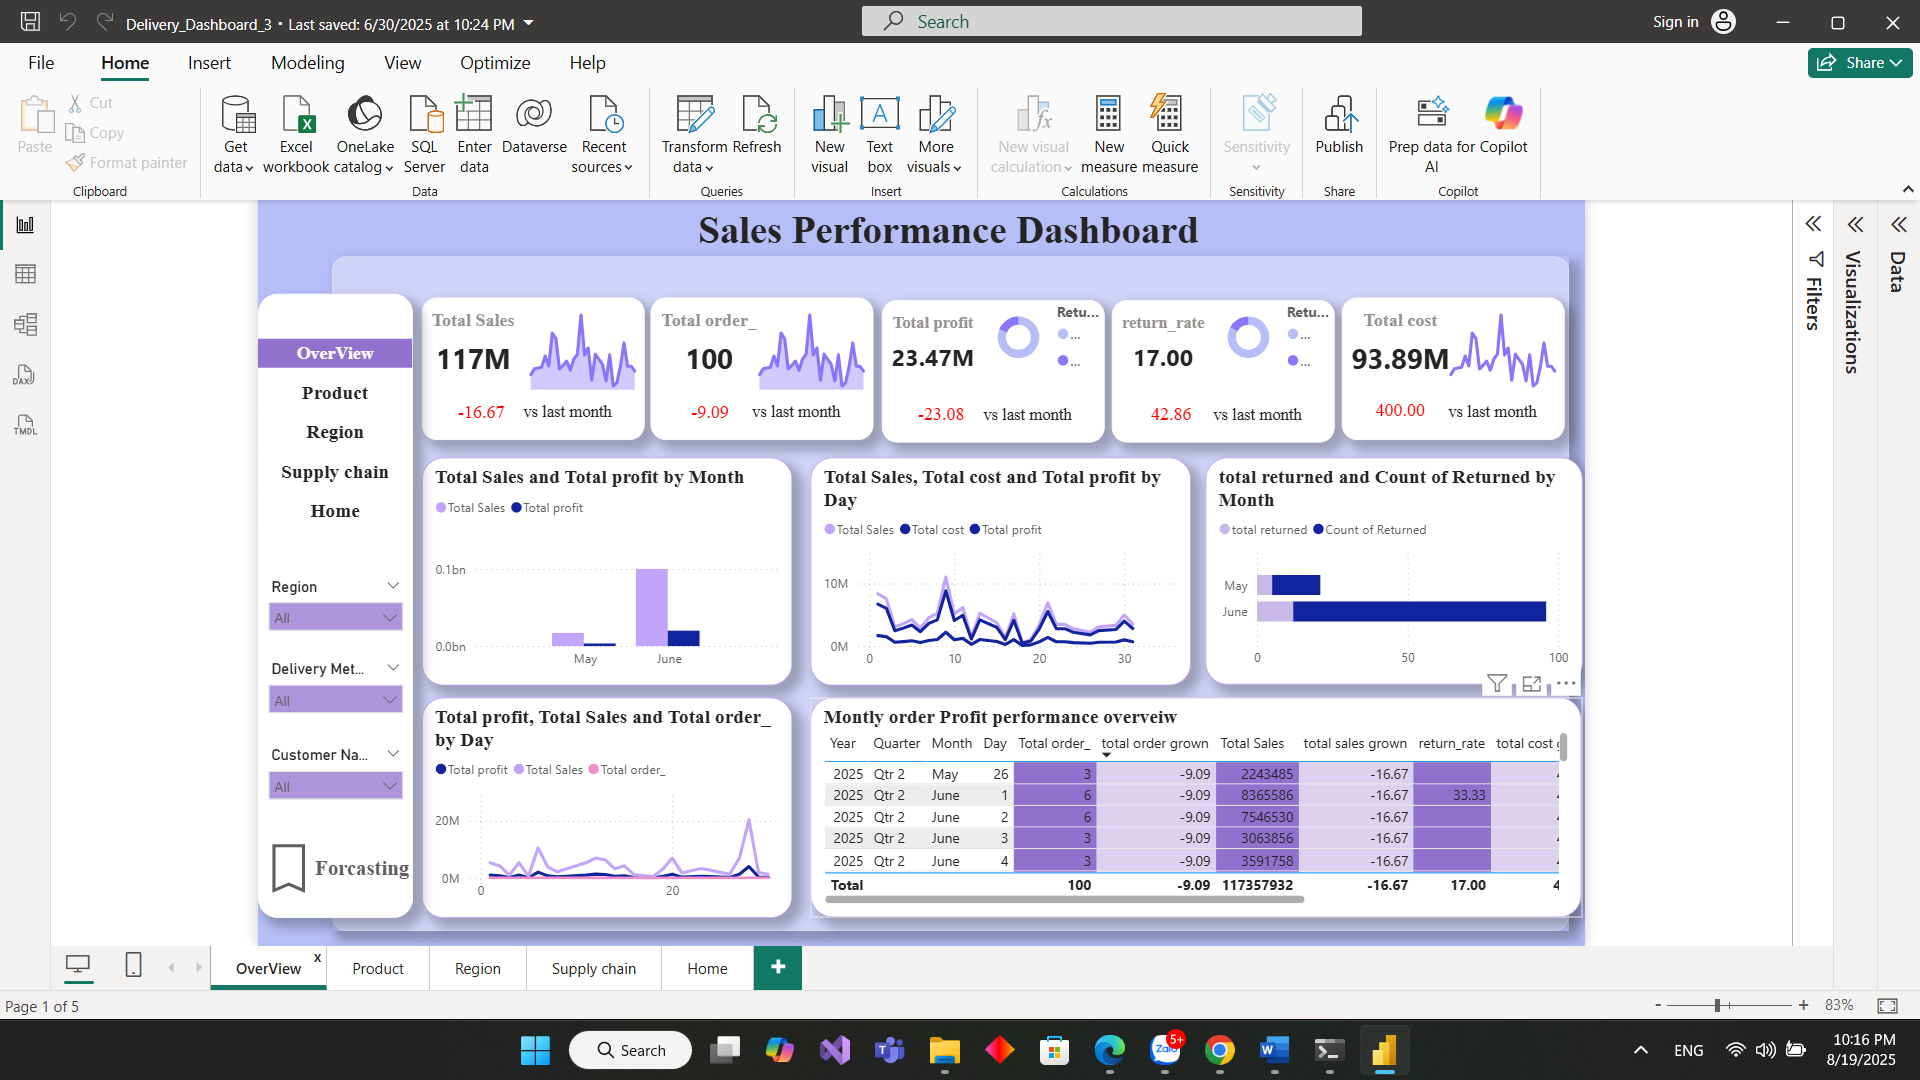 Delivery_Dashboard_3 • Last saved: 6/30/2025 at 10:24 PM
Search
Sign in
File Home Insert Modeling View Optimize Help
Share
Paste
Cut
Copy
Format painter
Clipboard
Get data
Excel workbook
OneLake catalog
SQL Server
Enter data
Dataverse
Recent sources
Data
Transform data
Refresh
Queries
New visual
Text box
More visuals
Insert
New visual calculation
New measure
Quick measure
Calculations
Sensitivity
Sensitivity
Publish
Share
Prep data for AI
Copilot
Copilot
DAX
TMDL
Filters
Visualizations
Data
Sales Performance Dashboard
OverView
Product
Region
Supply chain
Home
Region
All
Delivery Met...
All
Customer Na...
All
Forcasting
Total Sales
117M
-16.67 vs last month
Total order_
100
-9.09 vs last month
Total profit
23.47M
Retu...
...
...
-23.08 vs last month
return_rate
17.00
Retu...
...
...
42.86 vs last month
Total cost
93.89M
400.00 vs last month
Total Sales and Total profit by Month
Total Sales Total profit
0.1bn
0.0bn
May June
Total Sales, Total cost and Total profit by
Day
Total Sales Total cost Total profit
10M
0M
0 10 20 30
total returned and Count of Returned by
Month
total returned Count of Returned
May
June
0 50 100
Total profit, Total Sales and Total order_
by Day
Total profit Total Sales Total order_
20M
0M
0 20
Montly order Profit performance overveiw
Year Quarter Month Day Total order_ total order grown Total Sales total sales grown return_rate total cost
2025 Qtr 2 May 26 3 -9.09 2243485 -16.67
2025 Qtr 2 June 1 6 -9.09 8365586 -16.67 33.33
2025 Qtr 2 June 2 6 -9.09 7546530 -16.67
2025 Qtr 2 June 3 3 -9.09 3063856 -16.67
2025 Qtr 2 June 4 3 -9.09 3591758 -16.67
Total 100 -9.09 117357932 -16.67 17.00 4
OverView x Product Region Supply chain Home +
Page 1 of 5
- + 83%
Search
Zalo
5+
ENG
10:16 PM
8/19/2025